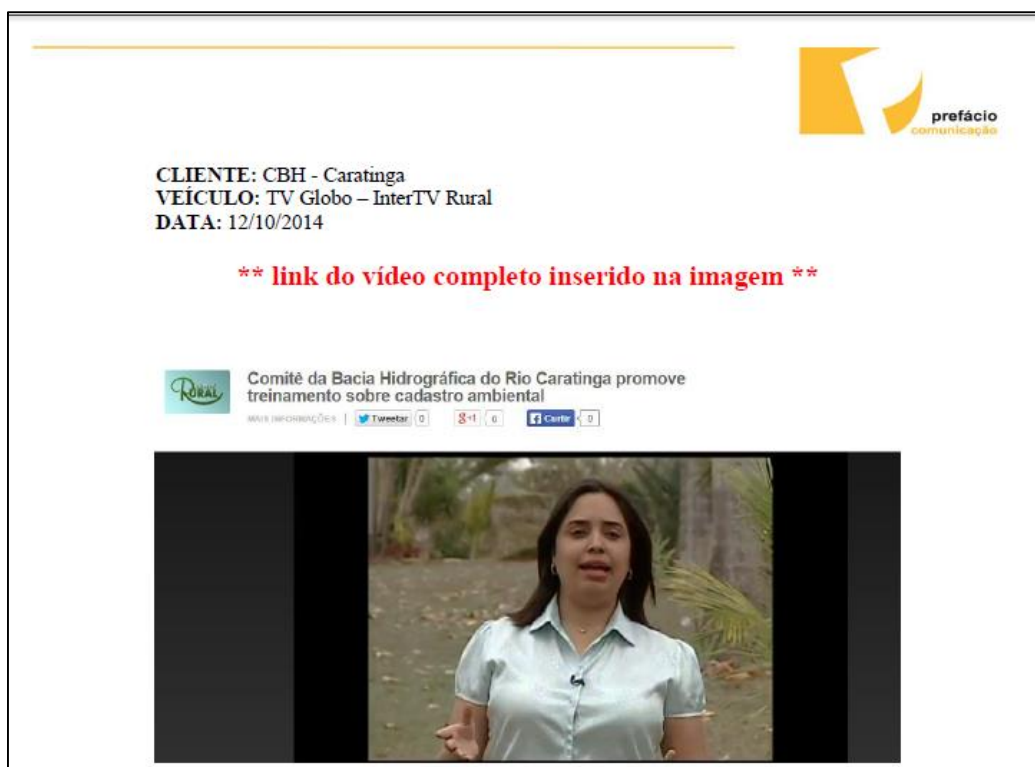 prefácio
comunicação
CLIENTE: CBH - Caratinga
VEÍCULO: TV Globo – InterTV Rural
DATA: 12/10/2014
** link do vídeo completo inserido na imagem **
RURAL
Comitê da Bacia Hidrográfica do Rio Caratinga promove
treinamento sobre cadastro ambiental
MAIS INFORMAÇÕES | Tweetar 0 g+1 0 Curtir 0